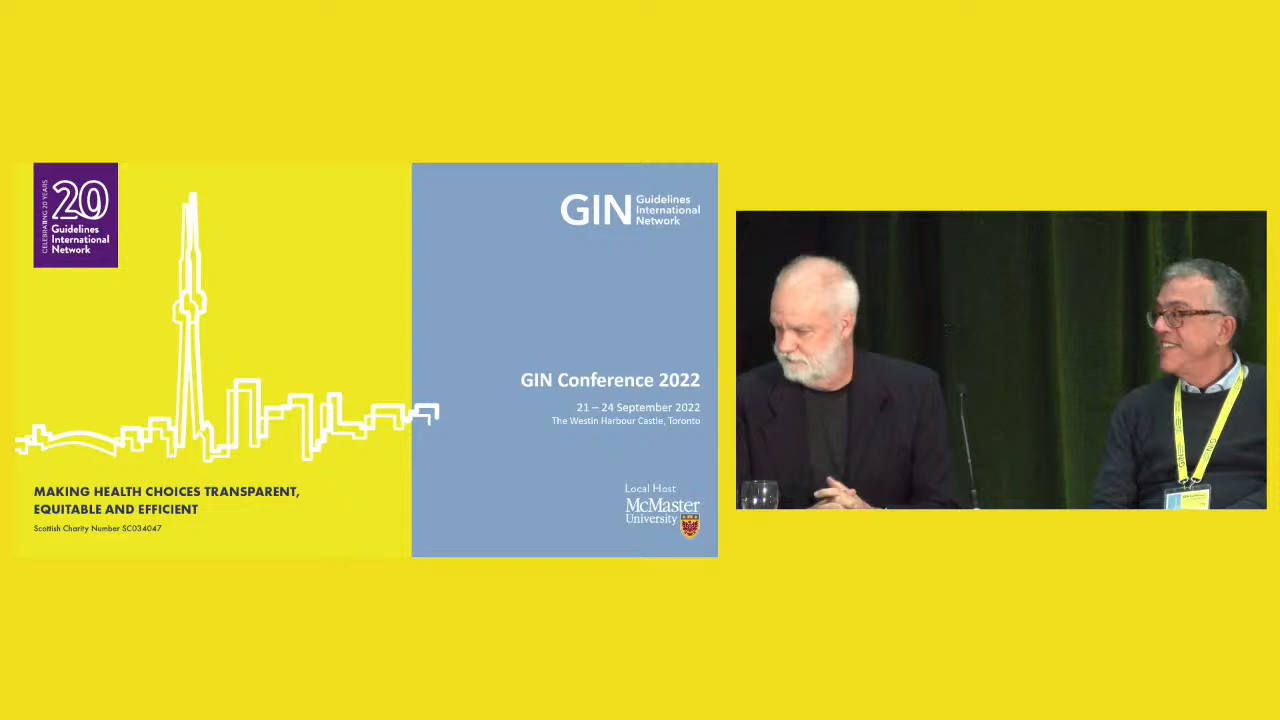 CELEBRATING 20 YEARS
20
Guidelines
International
Network
MAKING HEALTH CHOICES TRANSPARENT,
EQUITABLE AND EFFICIENT
Scottish Charity Number SC034047
GIN
Guidelines
International
Network
GIN Conference 2022
21 – 24 September 2022
The Westin Harbour Castle, Toronto
Local Host
McMaster
University
GIN
GIN